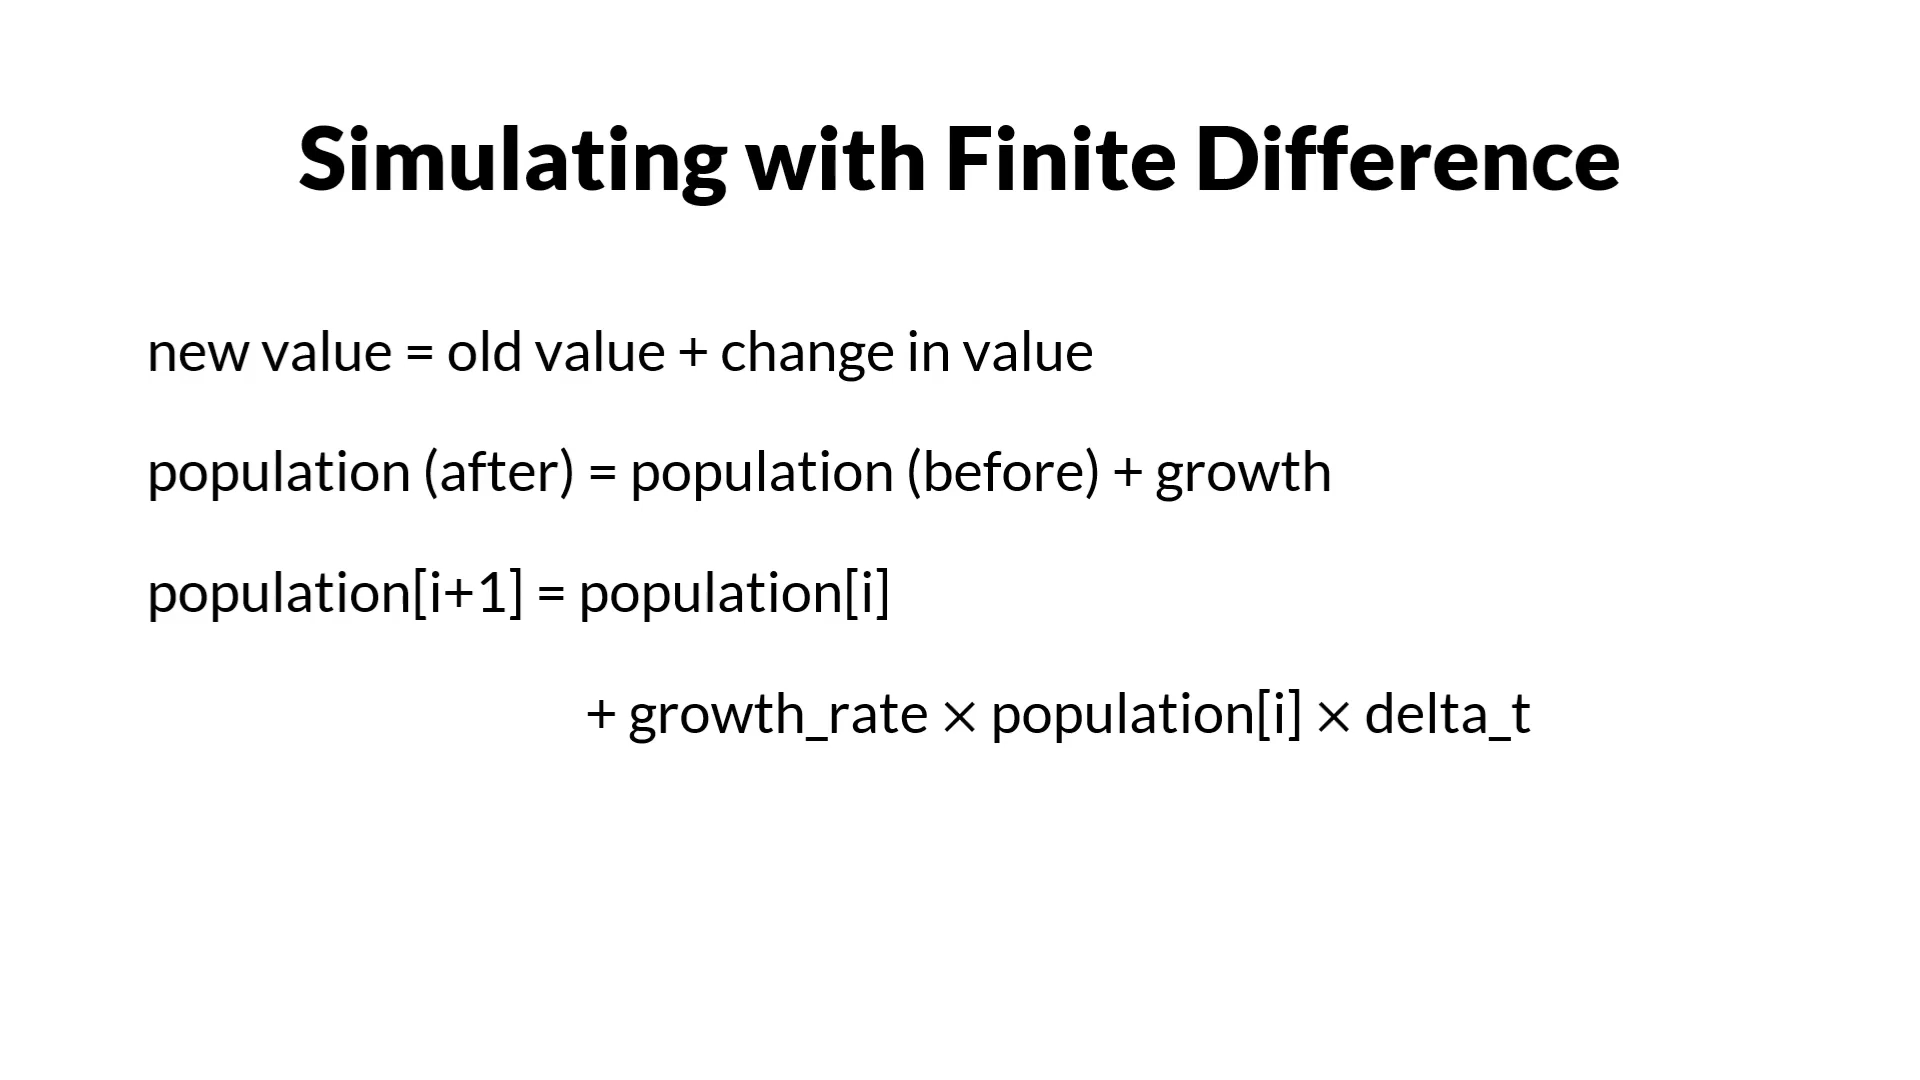 Simulating with Finite Difference
new value = old value + change in value
population (after) = population (before) + growth
population[i+1] = population[i]
+ growth_rate × population[i] × delta_t